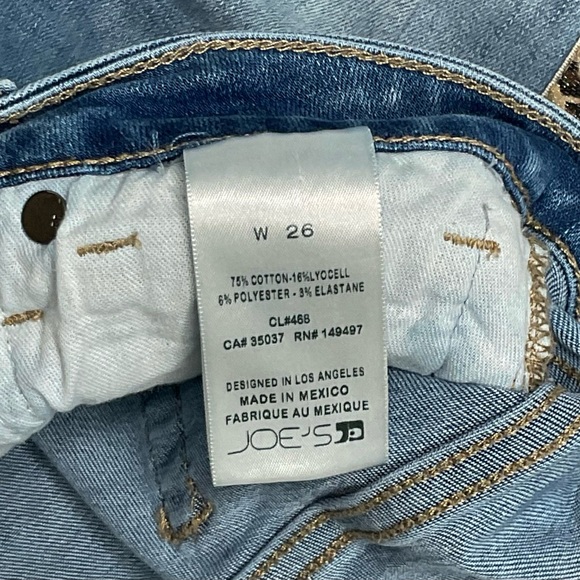 W 26
75% COTTON-16%LYOCELL
6% POLYESTER - 3% ELASTANE
CL#468
CA# 35037 RN# 149497
DESIGNED IN LOS ANGELES
MADE IN MEXICO
FABRIQUE AU MEXIQUE
JOE'S